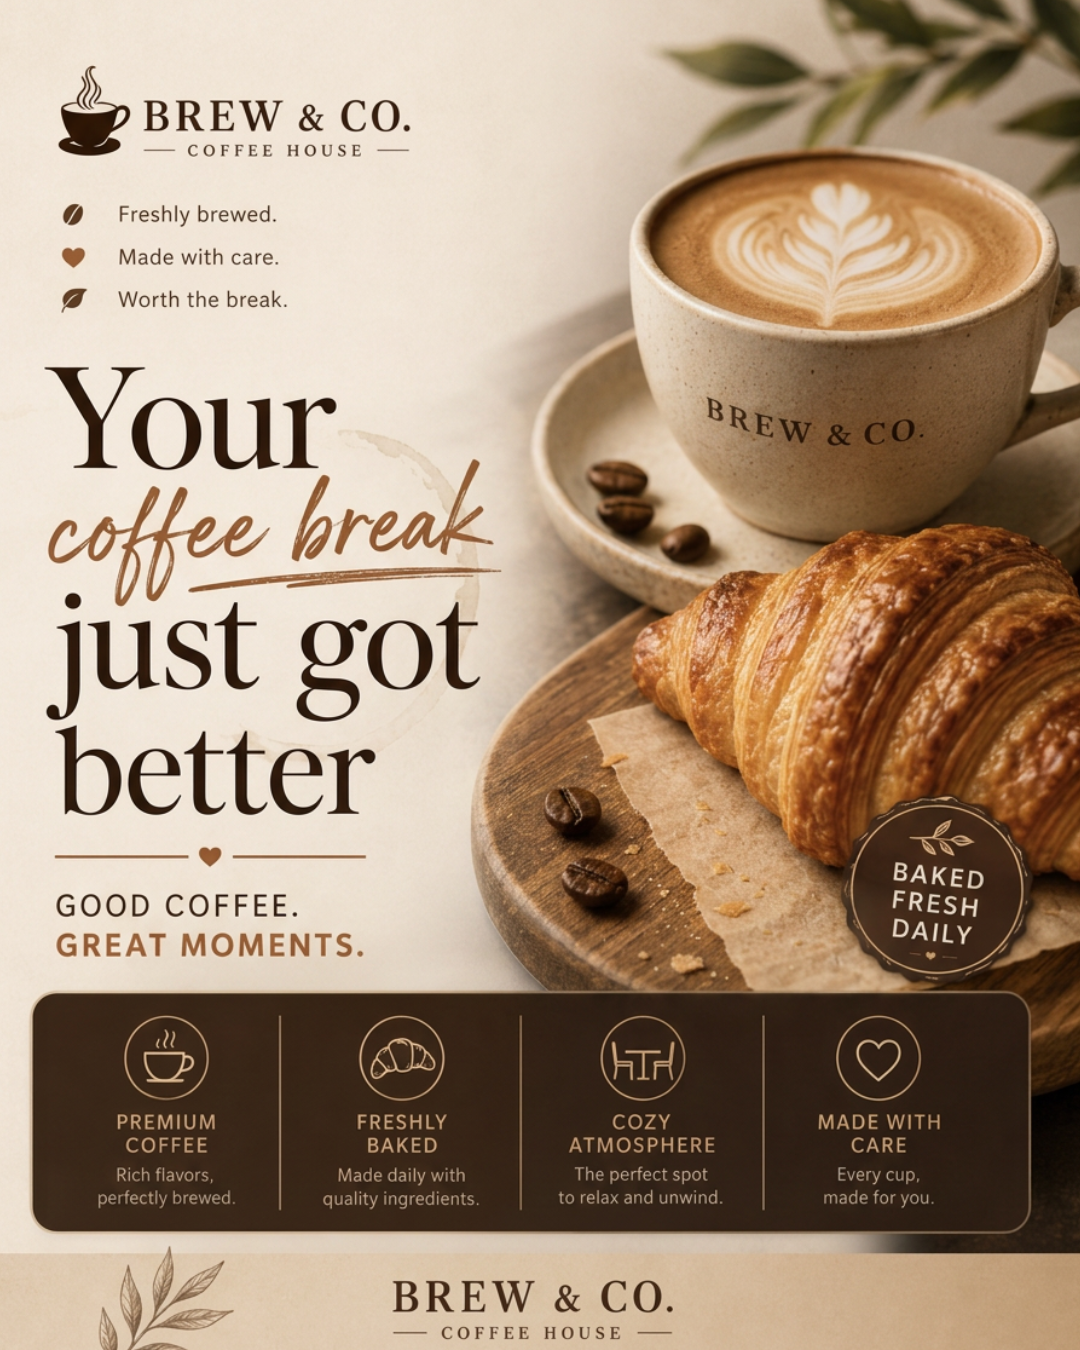 BREW & CO.
COFFEE HOUSE
Freshly brewed.
Made with care.
Worth the break.
Your
coffee break
just got
better
GOOD COFFEE.
GREAT MOMENTS.
BREW & CO.
BAKED
FRESH
DAILY
PREMIUM
COFFEE
Rich flavors,
perfectly brewed.
FRESHLY
BAKED
Made daily with
quality ingredients.
COZY
ATMOSPHERE
The perfect spot
to relax and unwind.
MADE WITH
CARE
Every cup,
made for you.
BREW & CO.
COFFEE HOUSE